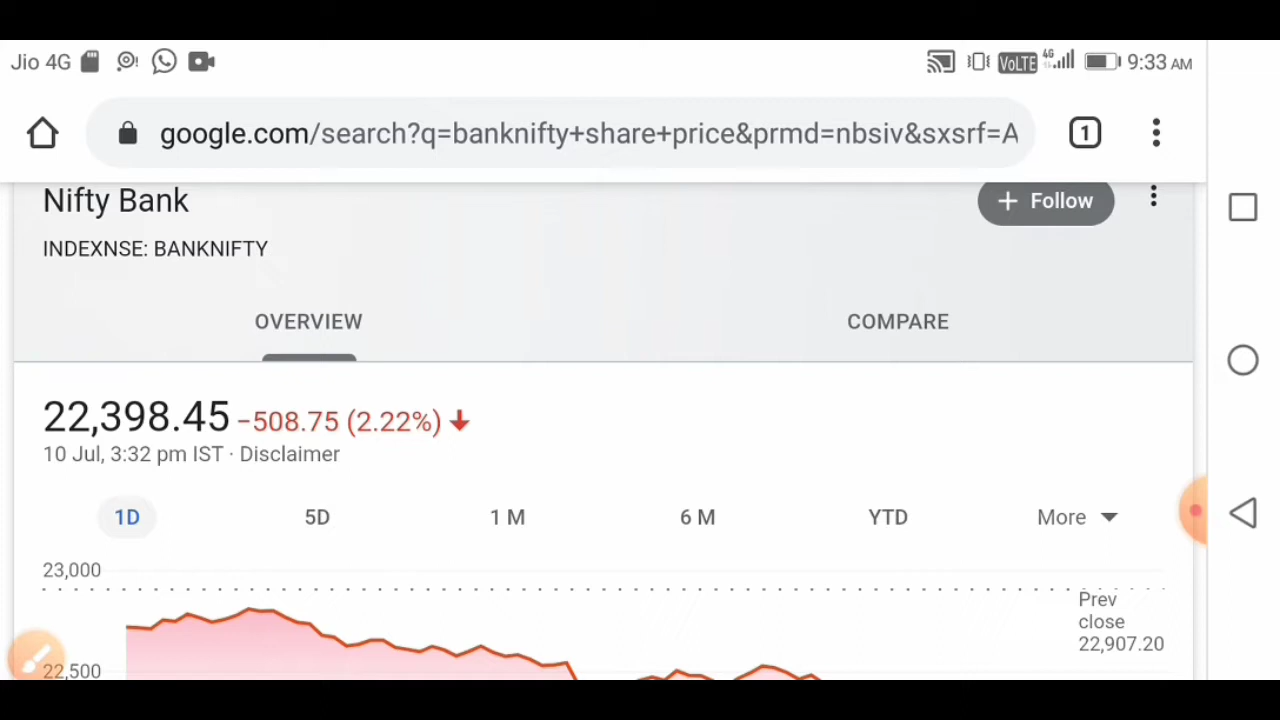 Jio 4G VoLTE 4G 9:33 AM
google.com/search?q=banknifty+share+price&prmd=nbsiv&sxsrf=A 1
Nifty Bank + Follow
INDEXNSE: BANKNIFTY
OVERVIEW COMPARE
22,398.45 -508.75 (2.22%)
10 Jul, 3:32 pm IST · Disclaimer
1D 5D 1 M 6 M YTD More
23,000
Prev
close
22,907.20
22,500